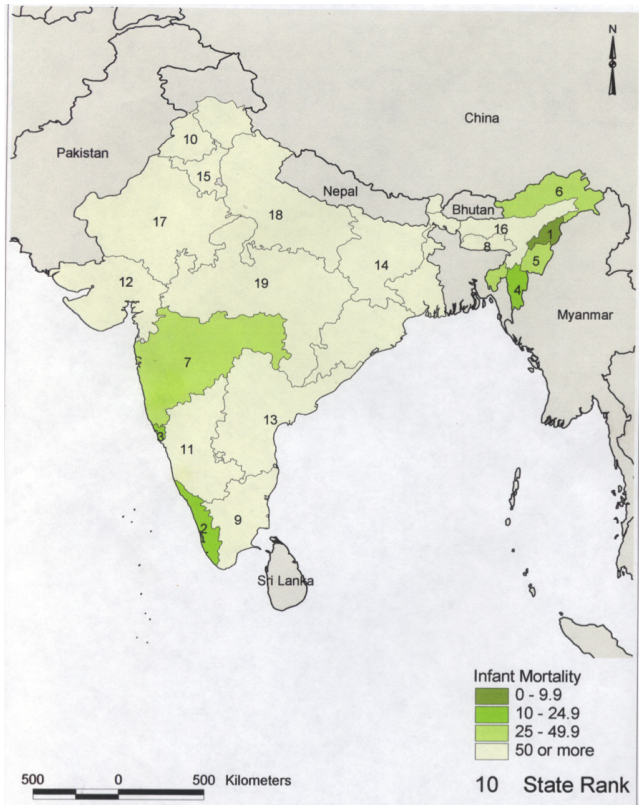 N
China
10
Pakistan
15
Nepal
6
Bhutan
17
18
16
1
8
5
14
12
19
4
Myanmar
7
13
3
11
9
2
Sri Lanka
Infant Mortality
0 - 9.9
10 - 24.9
25 - 49.9
50 or more
500 0 500 Kilometers
10 State Rank